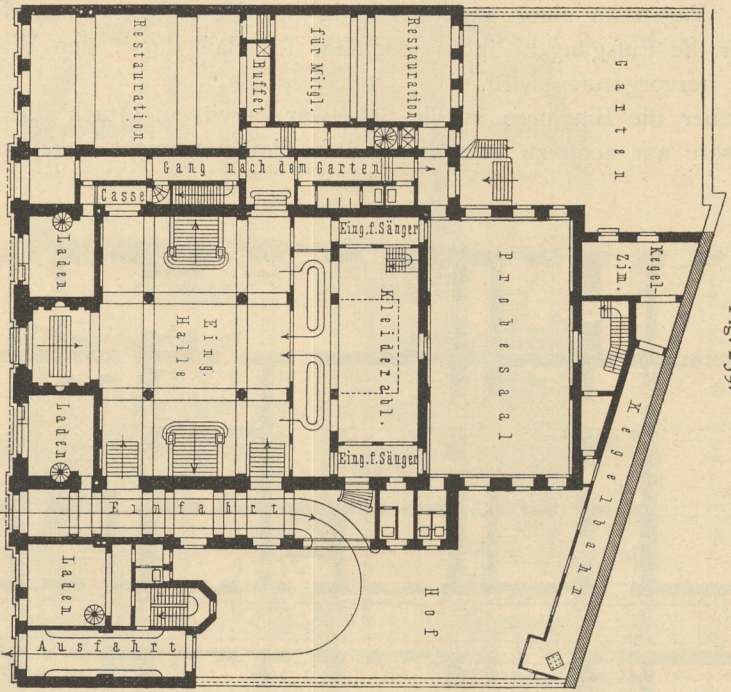 Restauration
Buffet
für Mitgl.
Restauration
Garten
Gang nach dem Garten
Casse
Laden
Eing.
Halle
Eing.f.Sänger
Kleiderabl.
Eing.f.Sänger
Probesaal
Kegel-
Zim.
Kegelbahn
Laden
Einfahrt
Laden
Hof
Ausfahrt